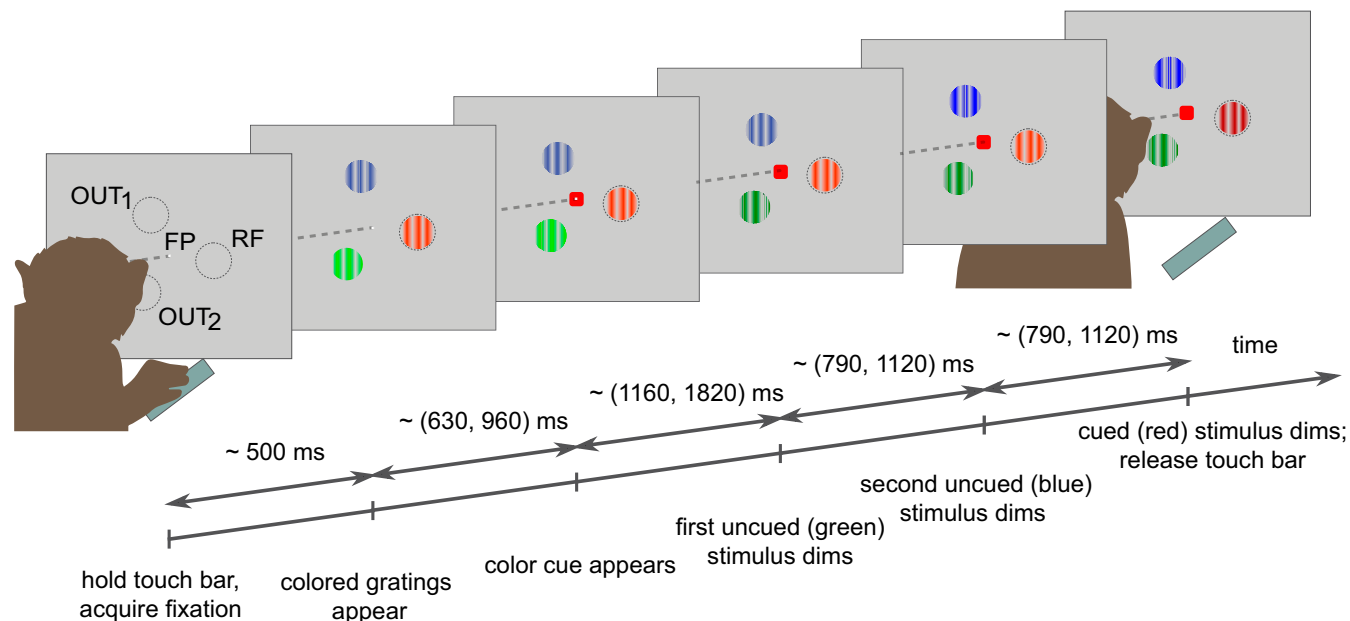 OUT1
FP
RF
OUT2
~ 500 ms
~ (630, 960) ms
~ (1160, 1820) ms
~ (790, 1120) ms
~ (790, 1120) ms
time
hold touch bar,
acquire fixation
colored gratings
appear
color cue appears
first uncued (green)
stimulus dims
second uncued (blue)
stimulus dims
cued (red) stimulus dims;
release touch bar